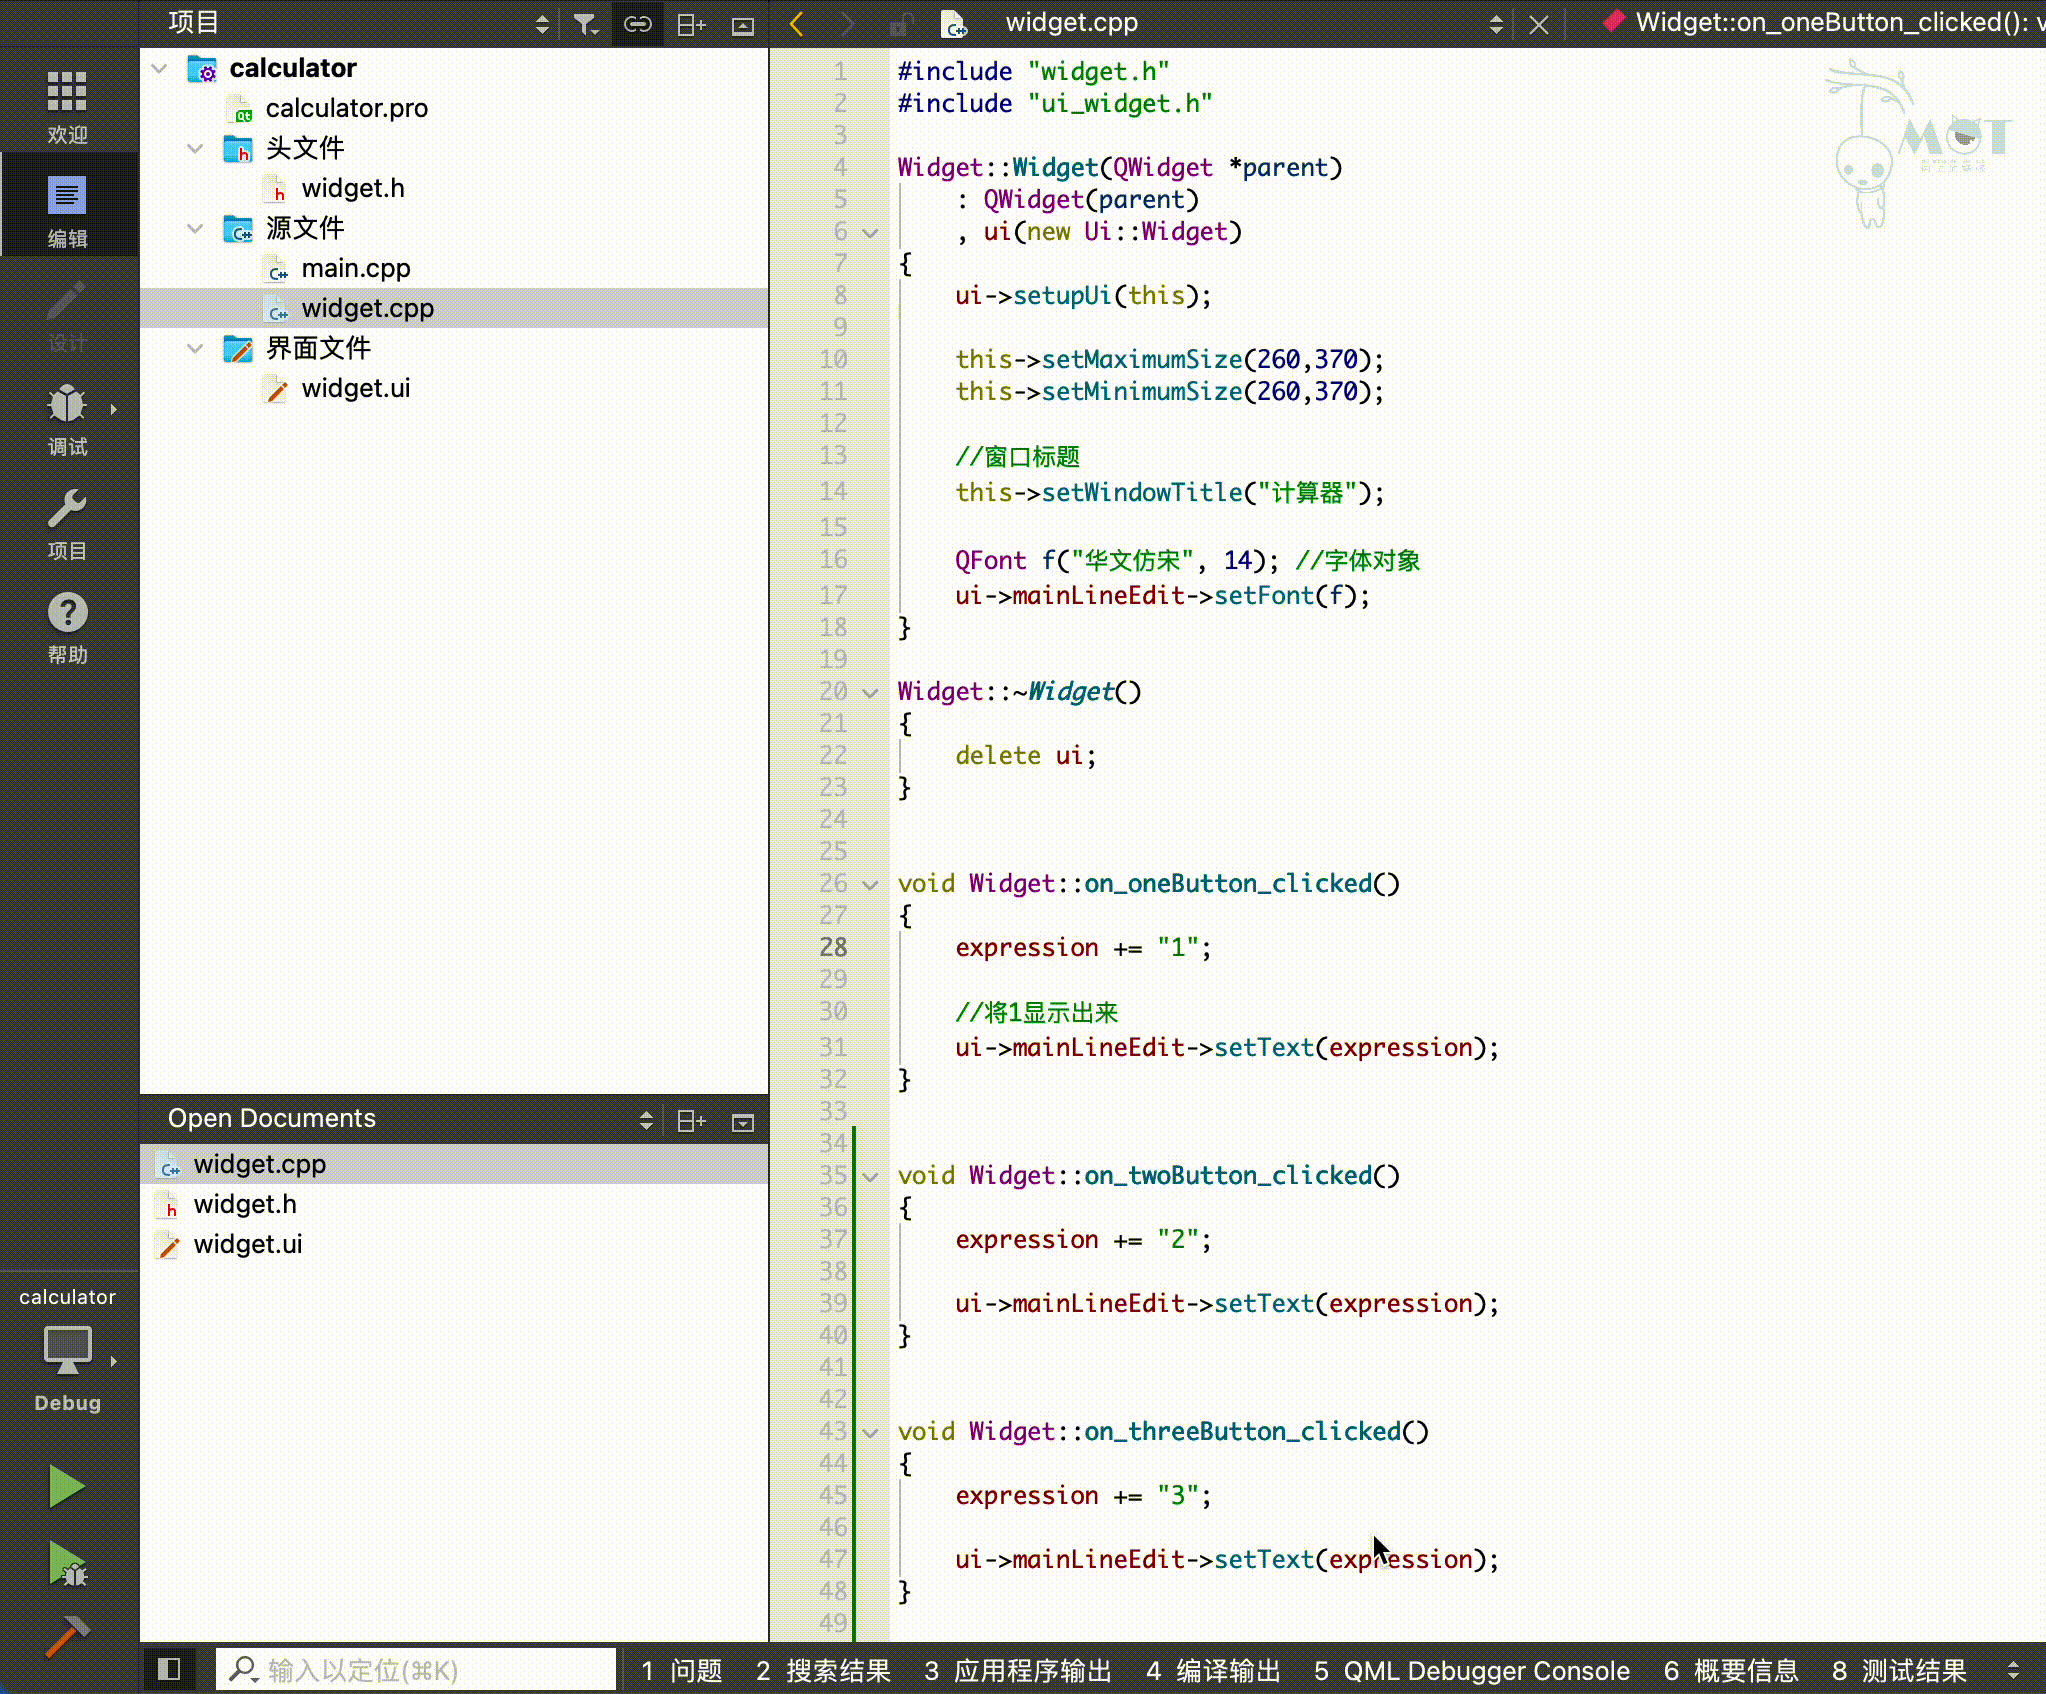 项目
widget.cpp
Widget::on_oneButton_clicked(): v
欢迎
编辑
设计
调试
项目
帮助
calculator
calculator.pro
头文件
widget.h
源文件
main.cpp
widget.cpp
界面文件
widget.ui
Open Documents
widget.cpp
widget.h
widget.ui
calculator
Debug
1 #include "widget.h"
2 #include "ui_widget.h"
3
4 Widget::Widget(QWidget *parent)
5     : QWidget(parent)
6     , ui(new Ui::Widget)
7 {
8     ui->setupUi(this);
9
10     this->setMaximumSize(260,370);
11     this->setMinimumSize(260,370);
12
13     //窗口标题
14     this->setWindowTitle("计算器");
15
16     QFont f("华文仿宋", 14); //字体对象
17     ui->mainLineEdit->setFont(f);
18 }
19
20 Widget::~Widget()
21 {
22     delete ui;
23 }
24
25
26 void Widget::on_oneButton_clicked()
27 {
28     expression += "1";
29
30     //将1显示出来
31     ui->mainLineEdit->setText(expression);
32 }
33
34
35 void Widget::on_twoButton_clicked()
36 {
37     expression += "2";
38
39     ui->mainLineEdit->setText(expression);
40 }
41
42
43 void Widget::on_threeButton_clicked()
44 {
45     expression += "3";
46
47     ui->mainLineEdit->setText(expression);
48 }
49
MOT
输入以定位(⌘K)
1 问题 2 搜索结果 3 应用程序输出 4 编译输出 5 QML Debugger Console 6 概要信息 8 测试结果